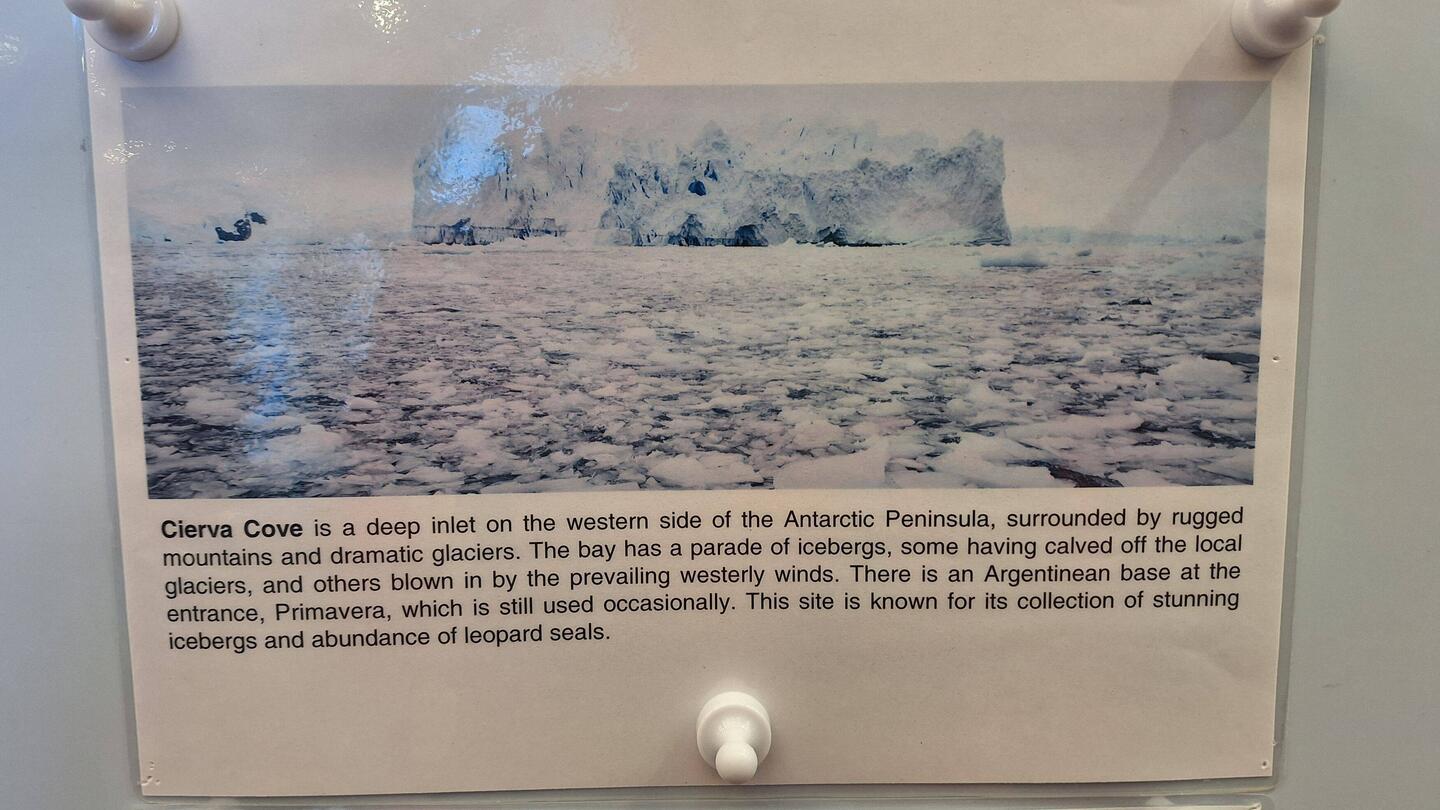 Cierva Cove is a deep inlet on the western side of the Antarctic Peninsula, surrounded by rugged
mountains and dramatic glaciers. The bay has a parade of icebergs, some having calved off the local
glaciers, and others blown in by the prevailing westerly winds. There is an Argentinean base at the
entrance, Primavera, which is still used occasionally. This site is known for its collection of stunning
icebergs and abundance of leopard seals.